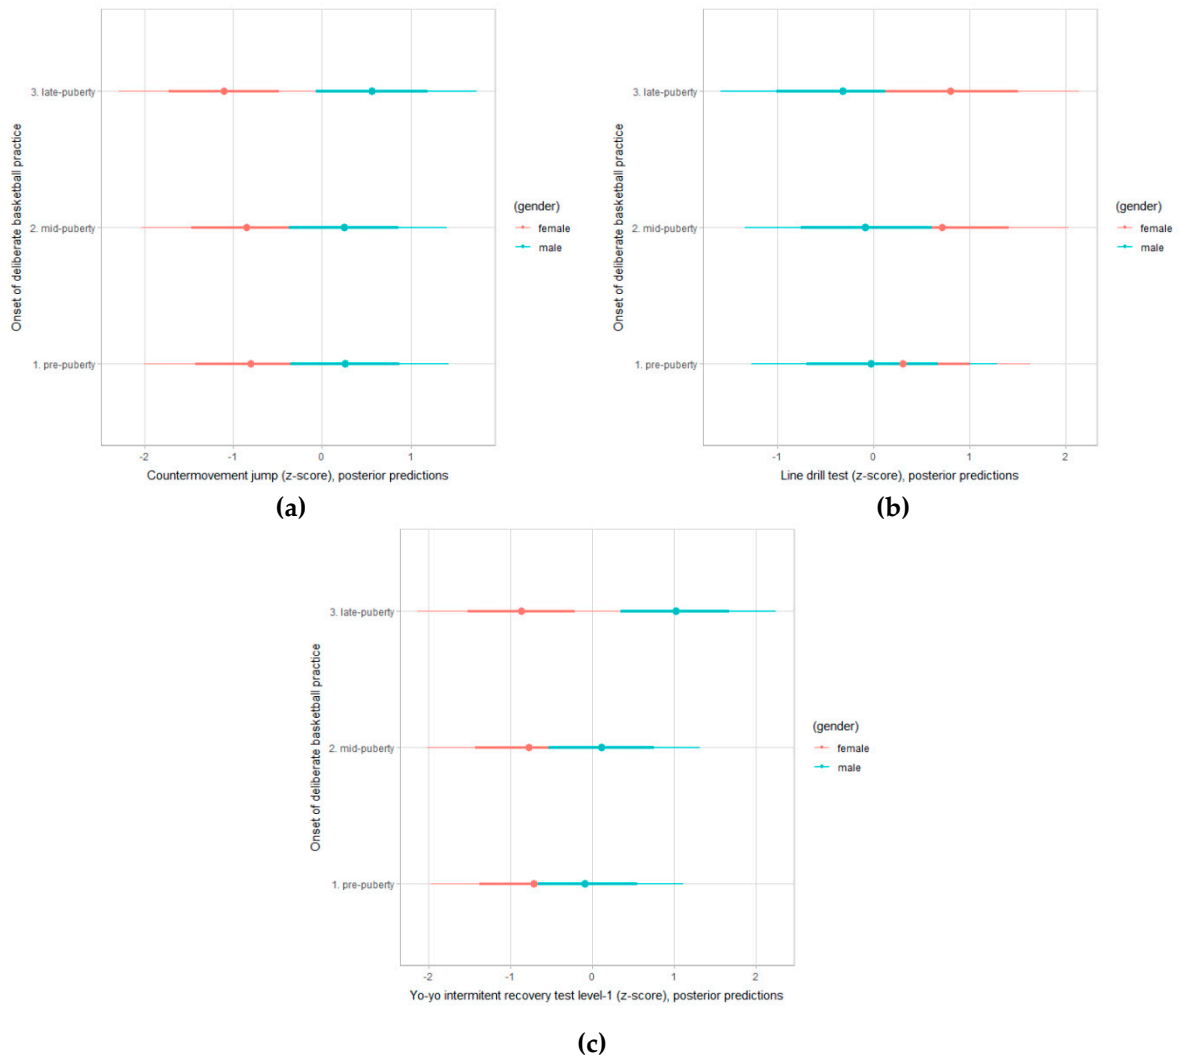 3. late-puberty
2. mid-puberty
1. pre-puberty
Onset of deliberate basketball practice
-2 -1 0 1
Countermovement jump (z-score), posterior predictions
(gender)
female
male
(a)
3. late-puberty
2. mid-puberty
1. pre-puberty
Onset of deliberate basketball practice
-1 0 1 2
Line drill test (z-score), posterior predictions
(gender)
female
male
(b)
3. late-puberty
2. mid-puberty
1. pre-puberty
Onset of deliberate basketball practice
-2 -1 0 1 2
Yo-yo intermitent recovery test level-1 (z-score), posterior predictions
(gender)
female
male
(c)